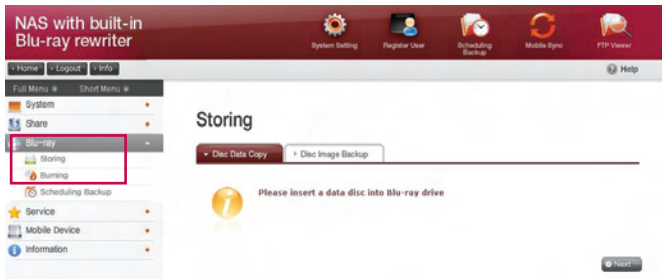 NAS with built-in
Blu-ray rewriter
System Setting
Register User
Scheduling
Backup
Mobile Sync
FTP Viewer
Home Logout Info
Help
Full Menu Short Menu
System
Share
Blu-ray
Storing
Burning
Scheduling Backup
Service
Mobile Device
Information
Storing
Disc Data Copy
Disc Image Backup
Please insert a data disc into Blu-ray drive
Next